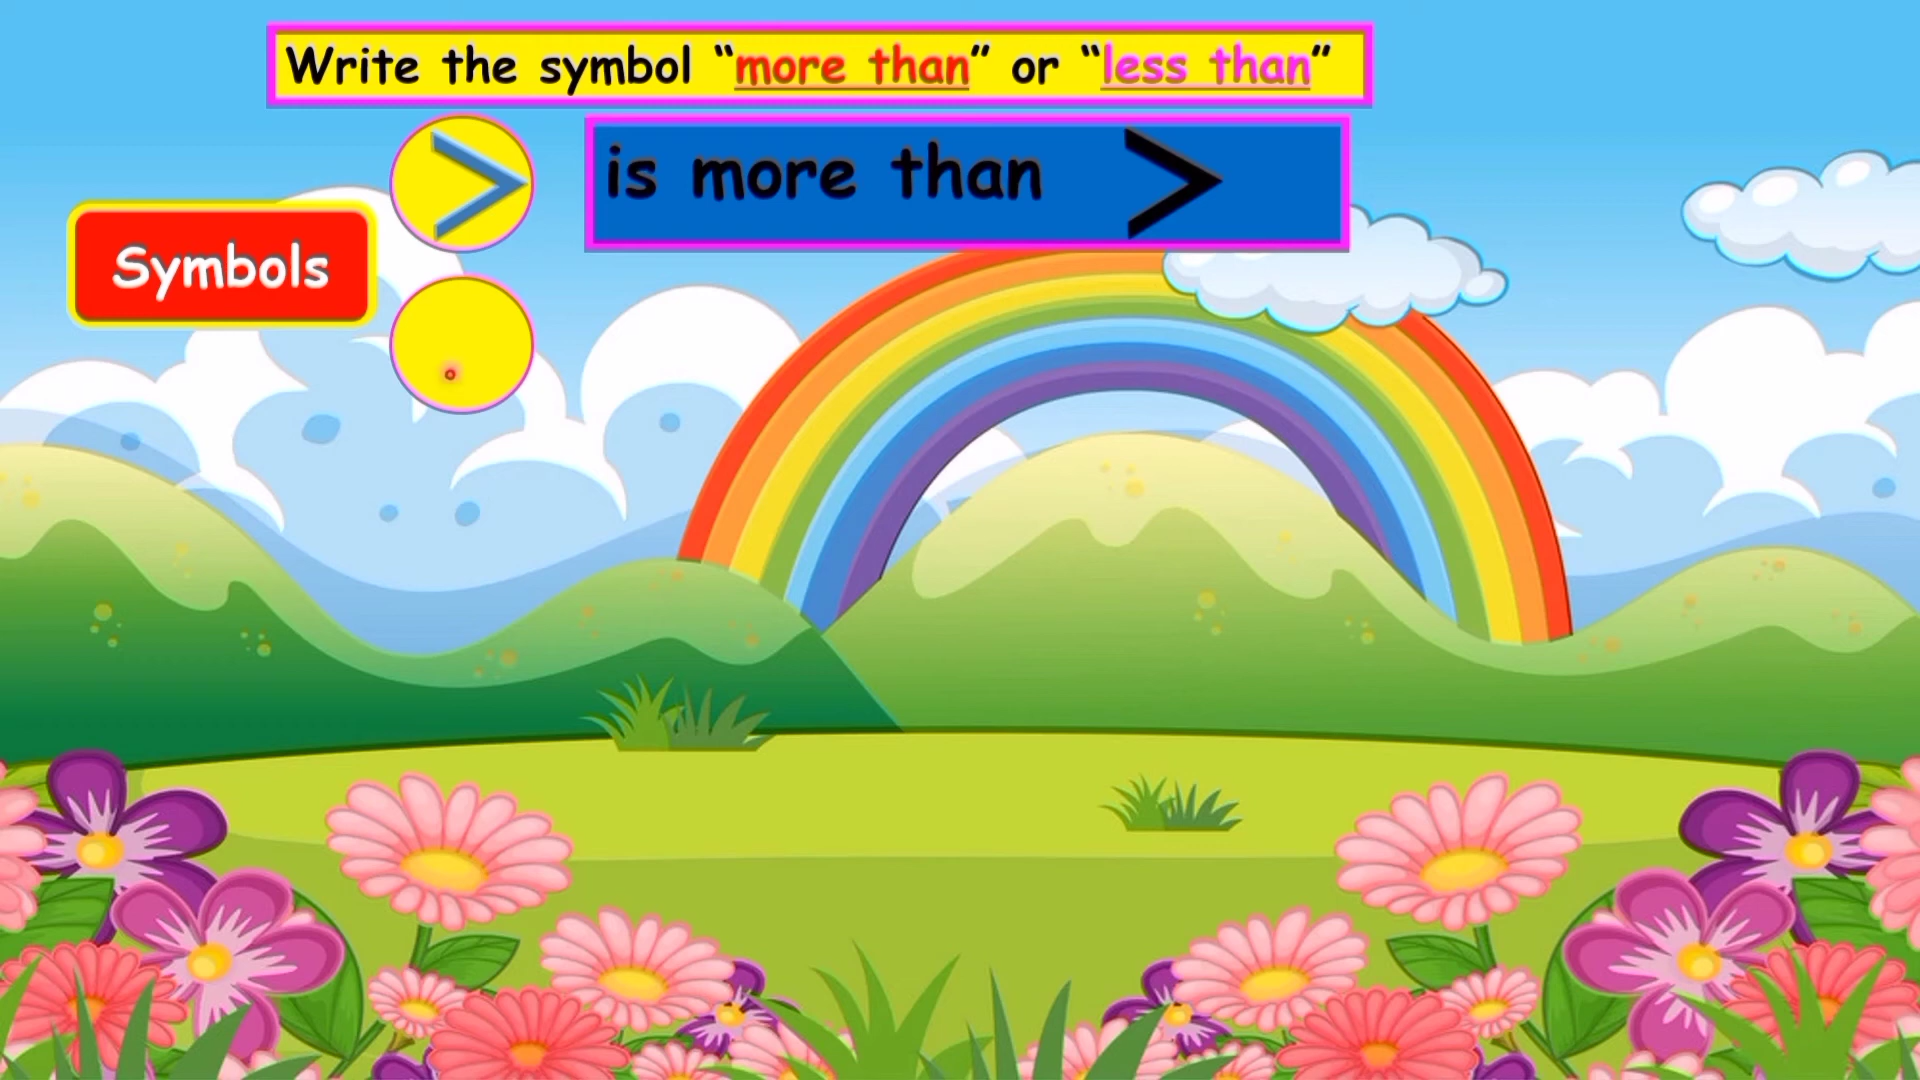 Write the symbol “more than” or “less than”
>
is more than >
Symbols